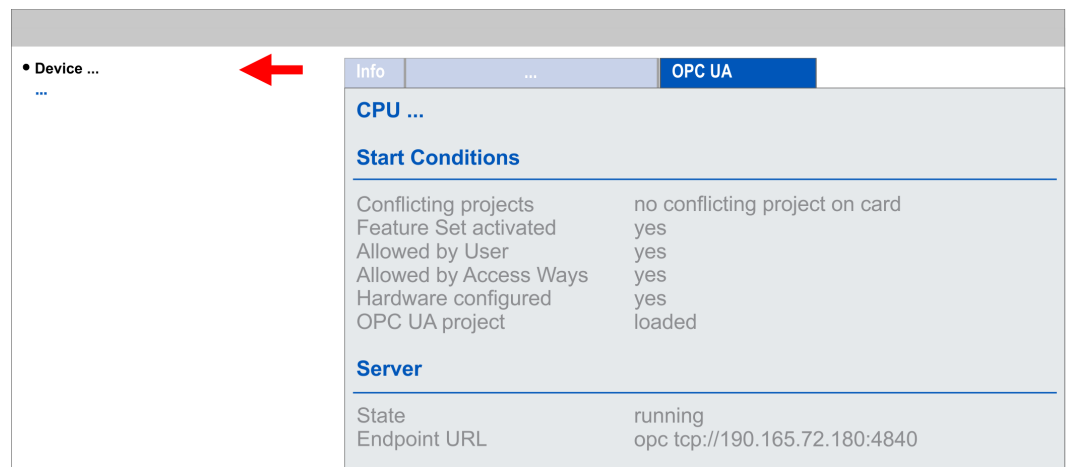 • Device ...
...
Info ... OPC UA
CPU ...
Start Conditions
Conflicting projects no conflicting project on card
Feature Set activated yes
Allowed by User yes
Allowed by Access Ways yes
Hardware configured yes
OPC UA project loaded
Server
State running
Endpoint URL opc tcp://190.165.72.180:4840